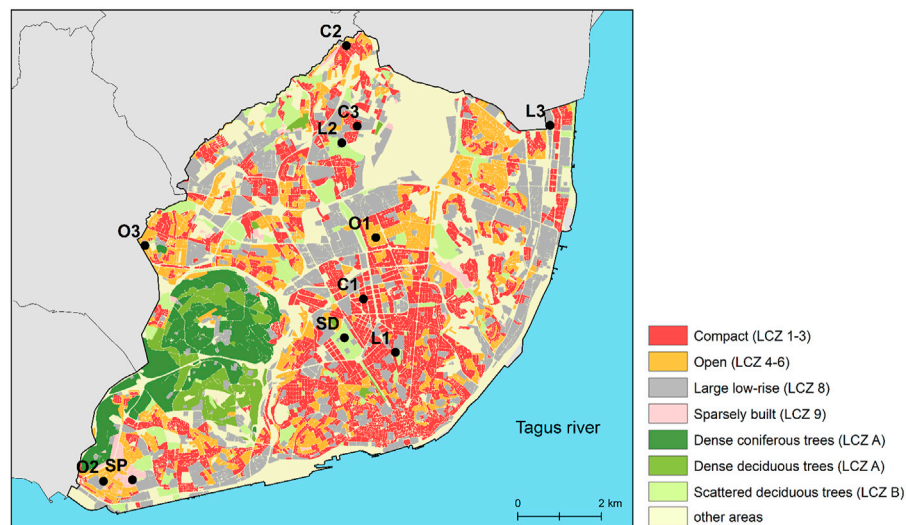 C2
C3
L2
L3
O3
O1
C1
SD
L1
O2 SP
Tagus river
0 2 km
Compact (LCZ 1-3)
Open (LCZ 4-6)
Large low-rise (LCZ 8)
Sparsely built (LCZ 9)
Dense coniferous trees (LCZ A)
Dense deciduous trees (LCZ A)
Scattered deciduous trees (LCZ B)
other areas